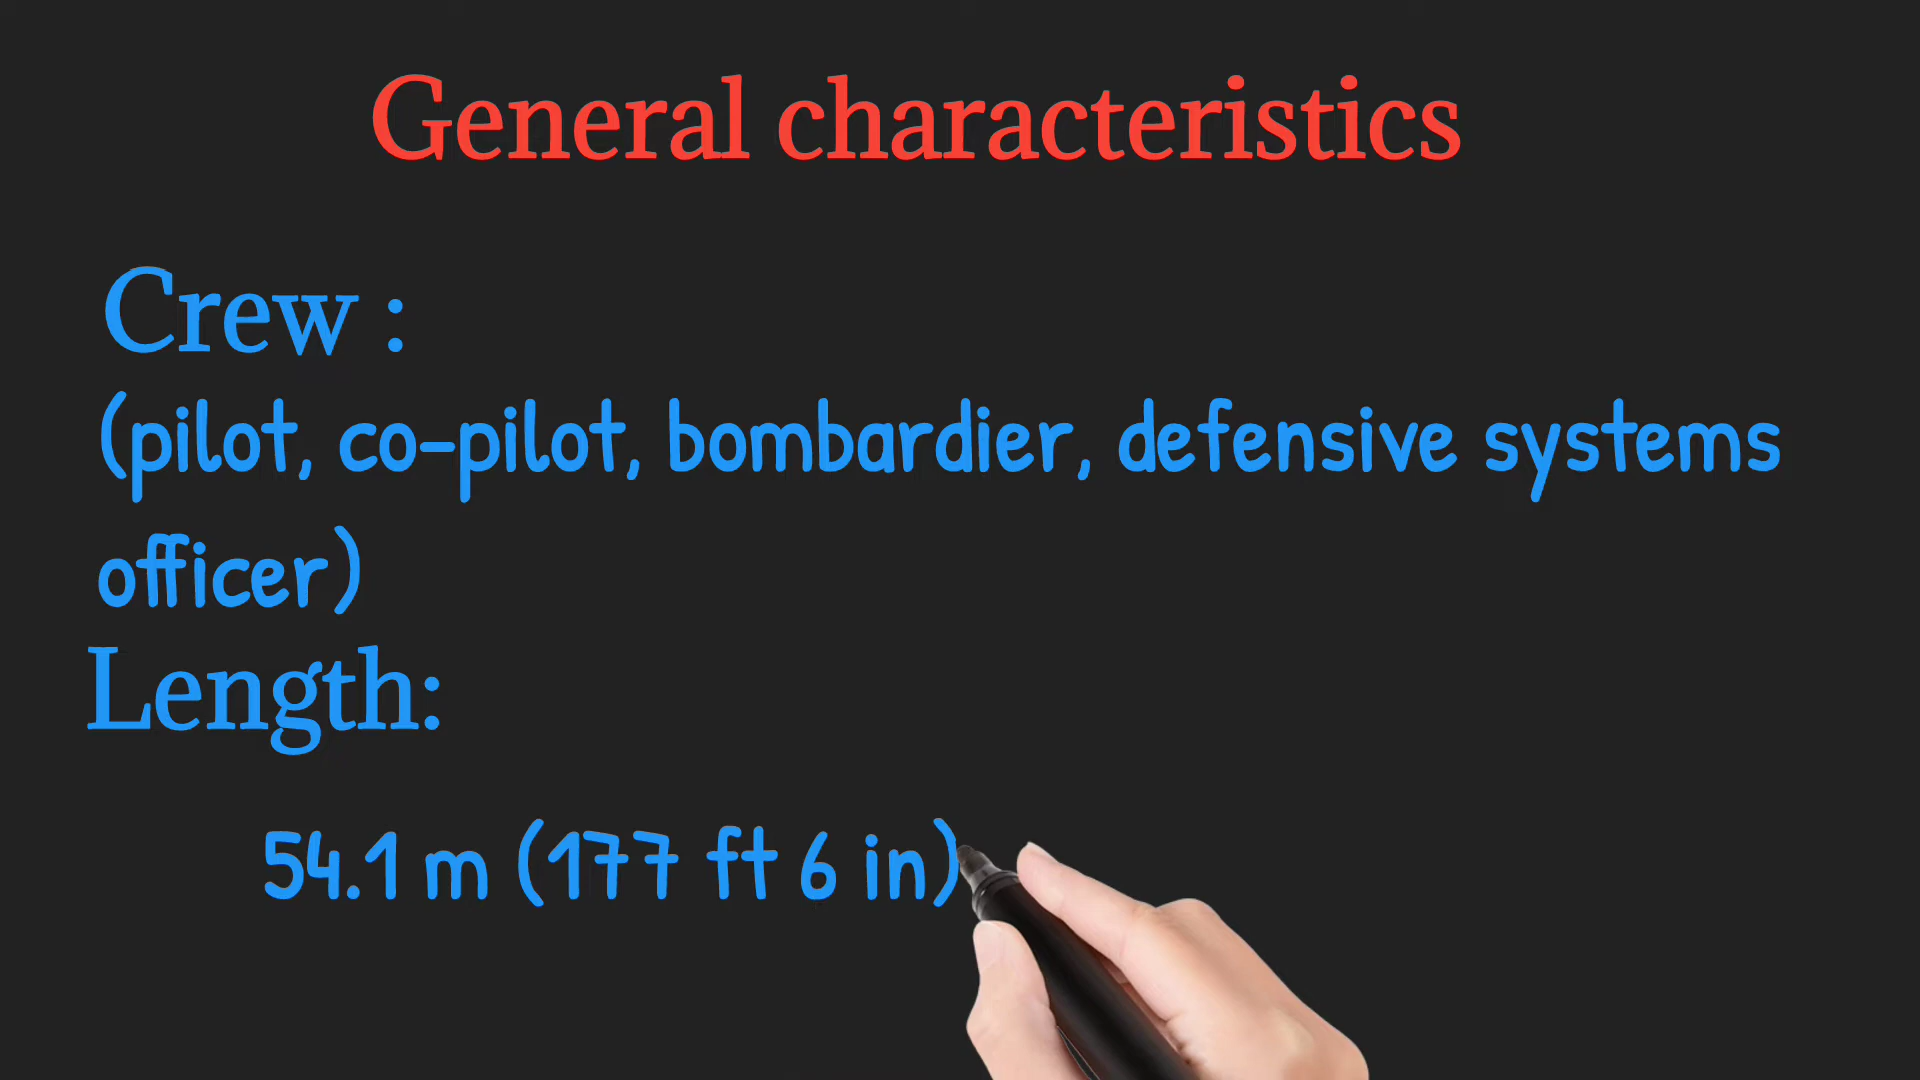 General characteristics
Crew :
(pilot, co-pilot, bombardier, defensive systems
officer)
Length:
54.1 m (177 ft 6 in)